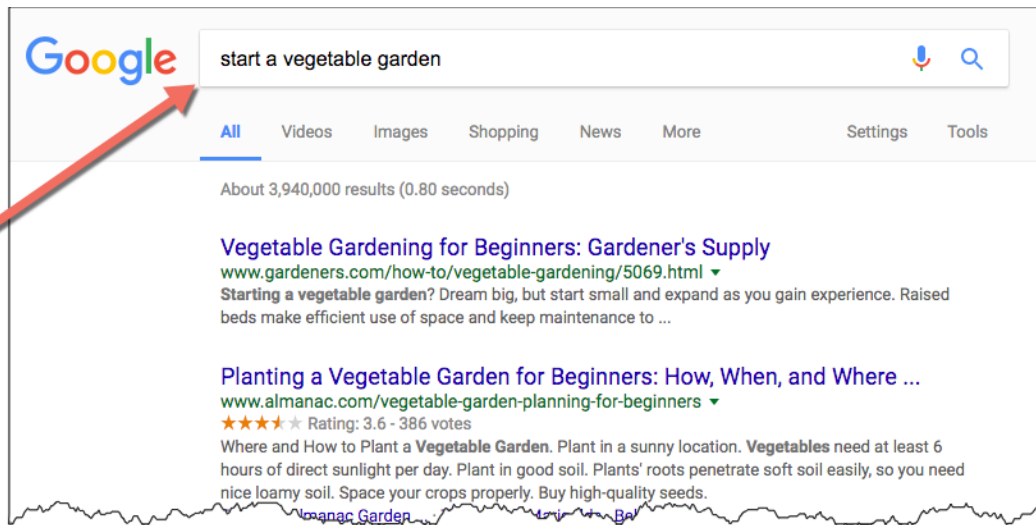 Google
start a vegetable garden
All Videos Images Shopping News More Settings Tools
About 3,940,000 results (0.80 seconds)
Vegetable Gardening for Beginners: Gardener's Supply
www.gardeners.com/how-to/vegetable-gardening/5069.html
Starting a vegetable garden? Dream big, but start small and expand as you gain experience. Raised
beds make efficient use of space and keep maintenance to ...
Planting a Vegetable Garden for Beginners: How, When, and Where ...
www.almanac.com/vegetable-garden-planning-for-beginners
Rating: 3.6 - 386 votes
Where and How to Plant a Vegetable Garden. Plant in a sunny location. Vegetables need at least 6
hours of direct sunlight per day. Plant in good soil. Plants' roots penetrate soft soil easily, so you need
nice loamy soil. Space your crops properly. Buy high-quality seeds.
Garden